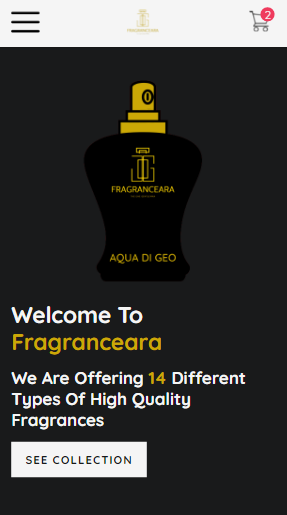 FRAGRANCEARA
2
FRAGRANCEARA
AQUA DI GEO
Welcome To
Fragranceara
We Are Offering 14 Different
Types Of High Quality
Fragrances
SEE COLLECTION